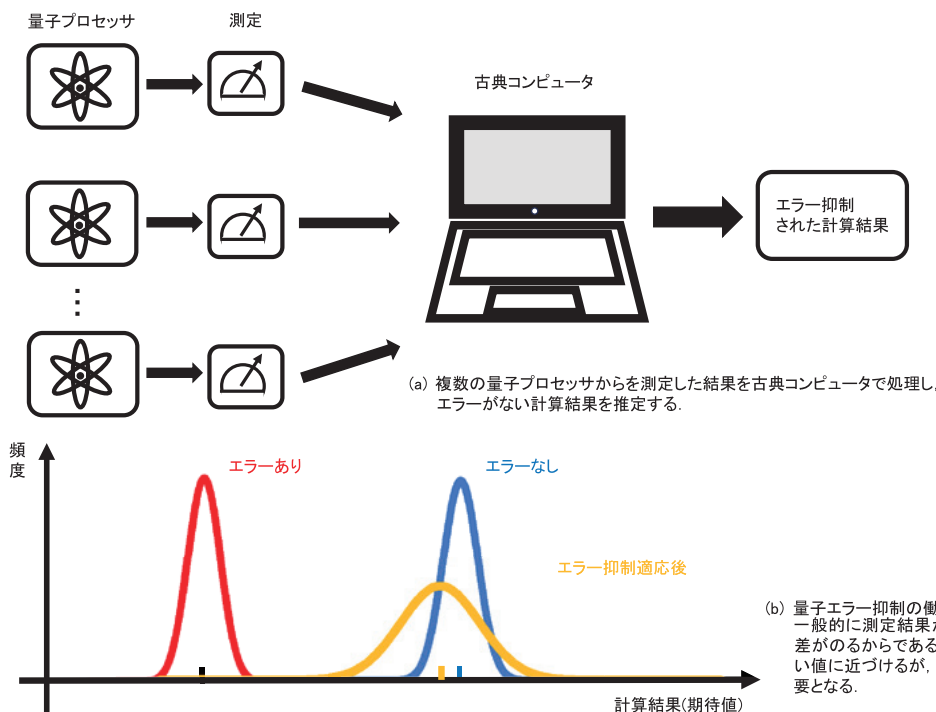 量子プロセッサ
測定
古典コンピュータ
エラー抑制
された計算結果
(a) 複数の量子プロセッサからを測定した結果を古典コンピュータで処理し,
エラーがない計算結果を推定する.
頻
度
エラーあり
エラーなし
エラー抑制適応後
計算結果(期待値)
(b) 量子エラー抑制の働
一般的に測定結果が
差がのるからである
い値に近づけるが,
要となる.